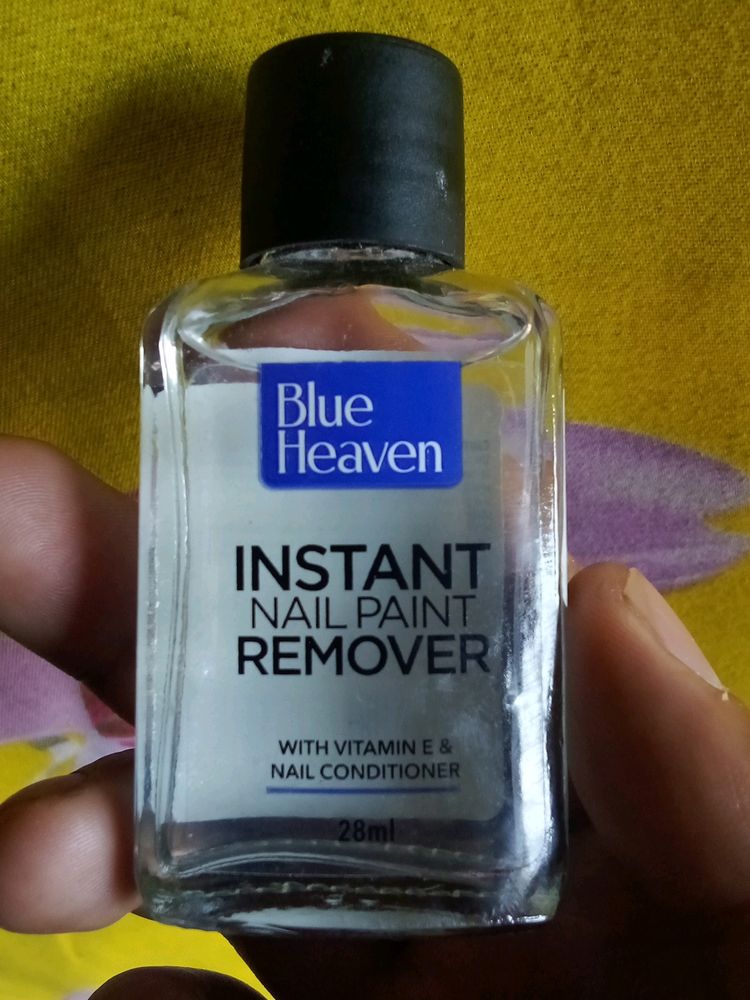 Blue
Heaven
INSTANT
NAIL PAINT
REMOVER
WITH VITAMIN E &
NAIL CONDITIONER
28ml